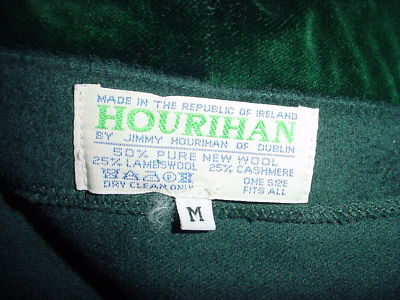 MADE IN THE REPUBLIC OF IRELAND
HOURIHAN
BY JIMMY HOURIHAN OF DUBLIN
50% PURE NEW WOOL
25% LAMBSWOOL 25% CASHMERE
ONE SIZE
FITS ALL
DRY CLEAN ONLY
M